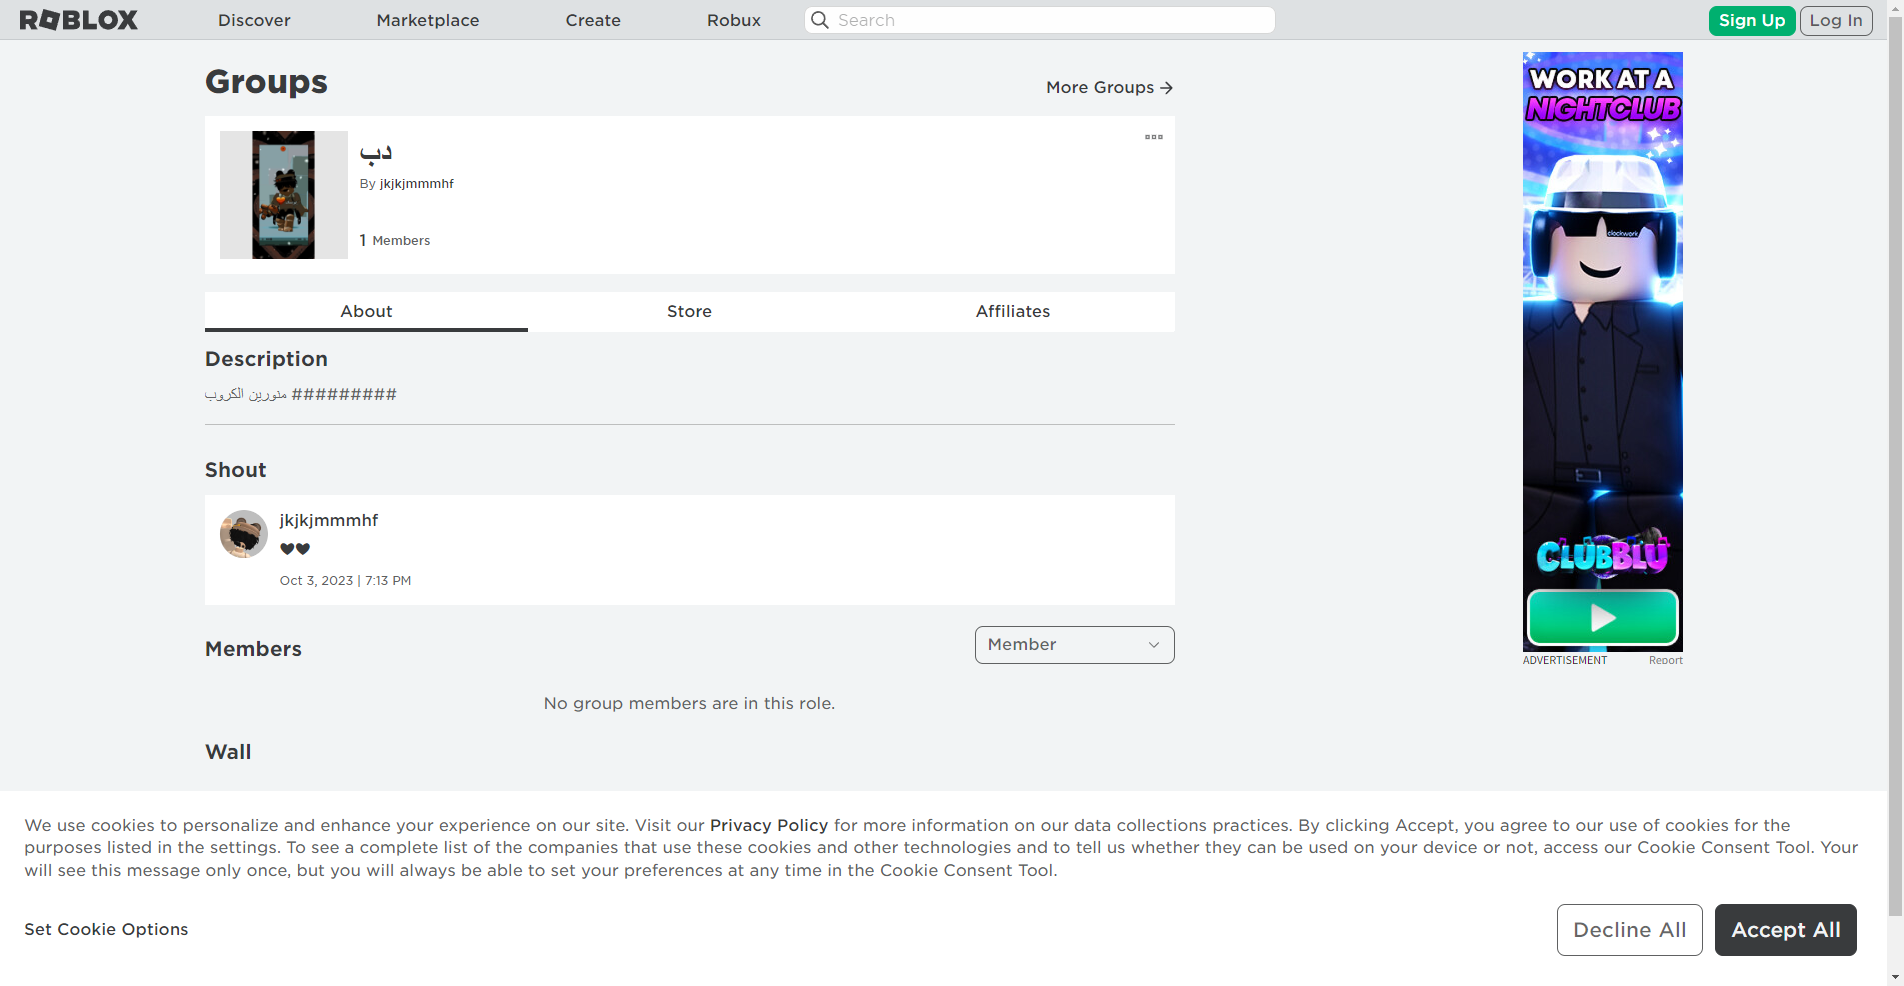 ROBLOX
Discover
Marketplace
Create
Robux
Search
Sign Up
Log In
Groups
More Groups →
دب
By jkjkjmmmhf
1 Members
About
Store
Affiliates
Description
منورين الكروب #########
Shout
jkjkjmmmhf
🖤🖤
Oct 3, 2023 | 7:13 PM
Members
Member
No group members are in this role.
Wall
WORK AT A
NIGHTCLUB
clockwork
CLUBBLU
ADVERTISEMENT
Report
We use cookies to personalize and enhance your experience on our site. Visit our Privacy Policy for more information on our data collections practices. By clicking Accept, you agree to our use of cookies for the
purposes listed in the settings. To see a complete list of the companies that use these cookies and other technologies and to tell us whether they can be used on your device or not, access our Cookie Consent Tool. Your
will see this message only once, but you will always be able to set your preferences at any time in the Cookie Consent Tool.
Set Cookie Options
Decline All
Accept All